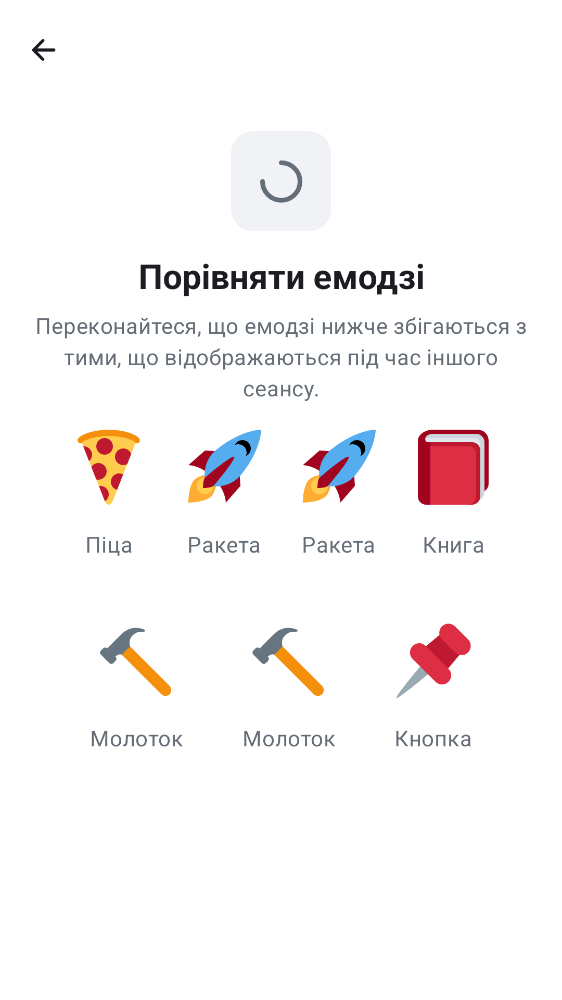 Порівняти емодзі
Переконайтеся, що емодзі нижче збігаються з
тими, що відображаються під час іншого
сеансу.
Піца Ракета Ракета Книга
Молоток Молоток Кнопка